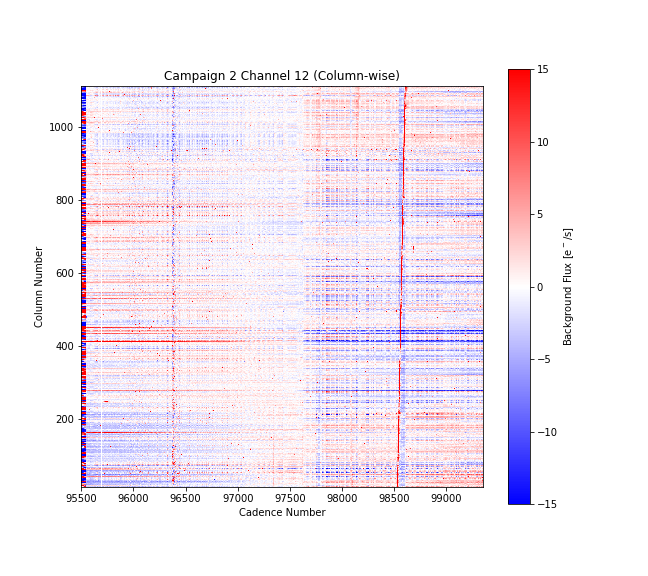 Campaign 2 Channel 12 (Column-wise)
Column Number
1000
800
600
400
200
95500 96000 96500 97000 97500 98000 98500 99000
Cadence Number
15
10
5
0
−5
−10
−15
Background Flux [e⁻/s]